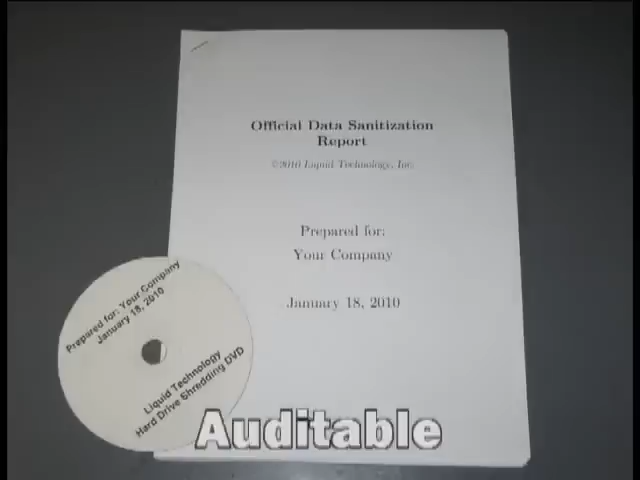 Official Data Sanitization
Report
©2010 Liquid Technology, Inc.
Prepared for:
Your Company
January 18, 2010
Prepared for: Your Company
January 18, 2010
Liquid Technology
Hard Drive Shredding DVD
Auditable